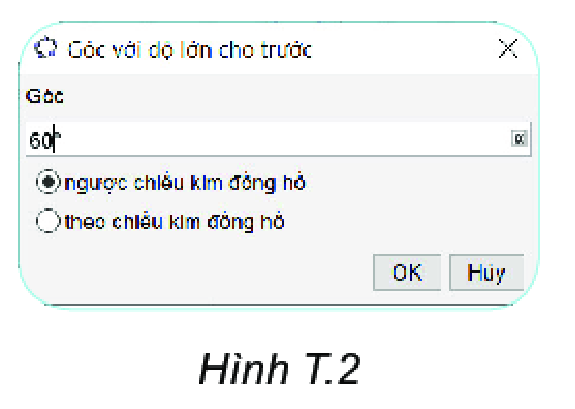 Góc với độ lớn cho trước
Góc
60°
α
ngược chiều kim đồng hồ
theo chiều kim đồng hồ
OK Hủy
Hình T.2